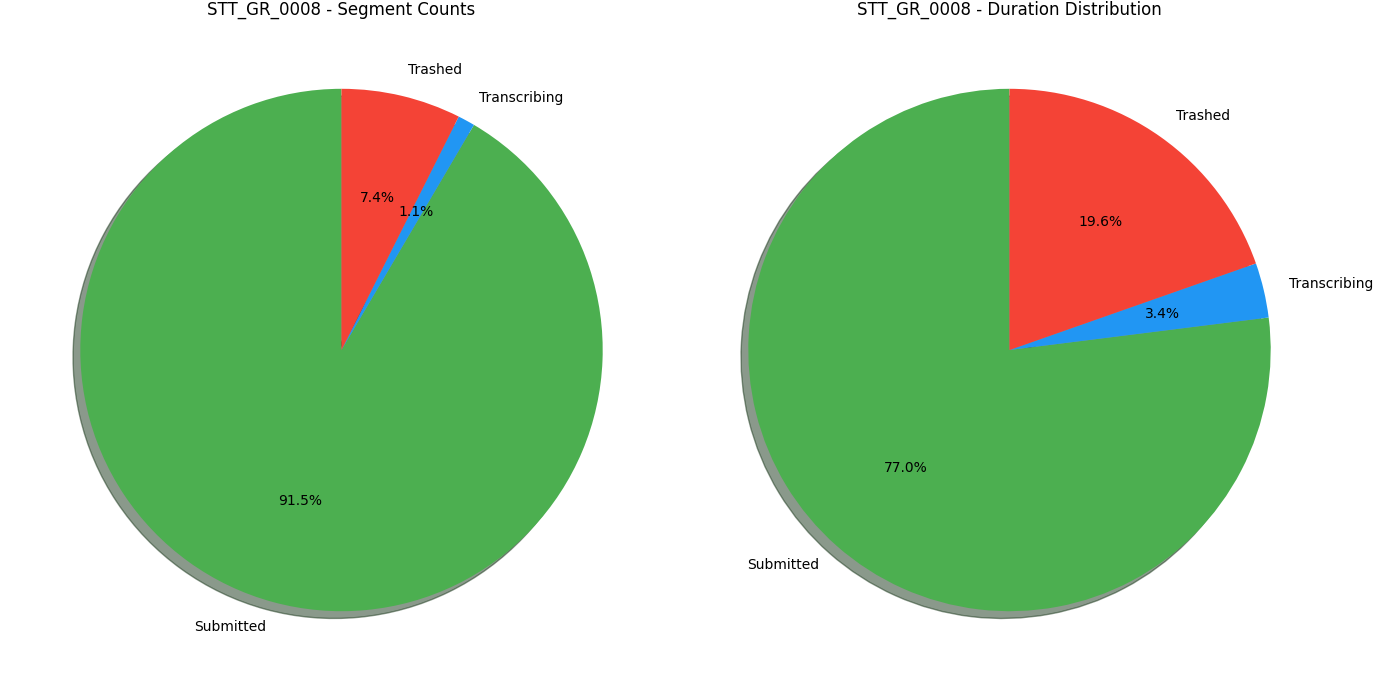 STT_GR_0008 - Segment Counts
Trashed
Transcribing
7.4%
1.1%
91.5%
Submitted
STT_GR_0008 - Duration Distribution
Trashed
19.6%
Transcribing
3.4%
77.0%
Submitted